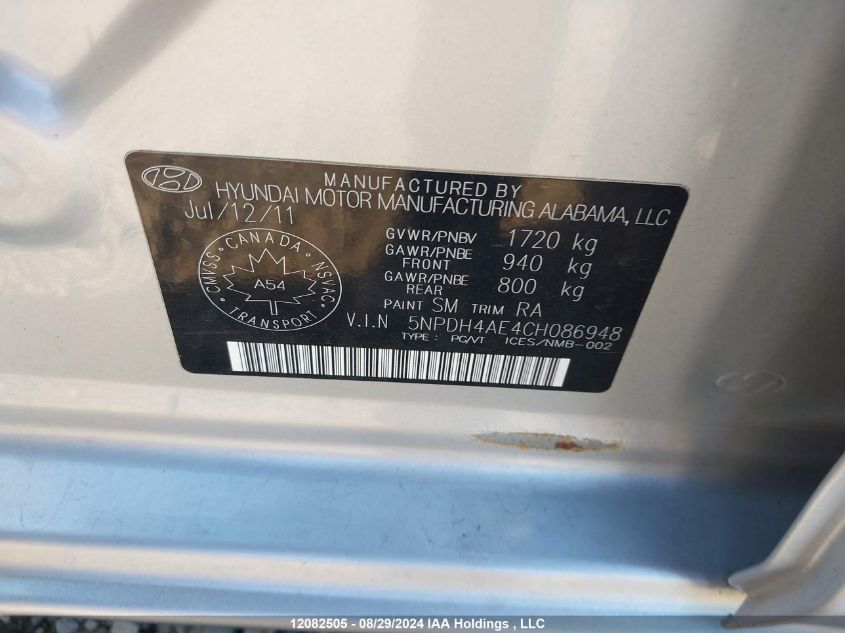 MANUFACTURED BY
HYUNDAI MOTOR MANUFACTURING ALABAMA, LLC
Jul/12/11
GVWR/PNBV 1720 kg
GAWR/PNBE FRONT 940 kg
GAWR/PNBE REAR 800 kg
CANADA
CMVSS NSVAC
A54
TRANSPORT
PAINT SM TRIM RA
V.I.N 5NPDH4AE4CH086948
TYPE: PC/VT ICES/NMB-002
12082505 - 08/29/2024 IAA Holdings , LLC